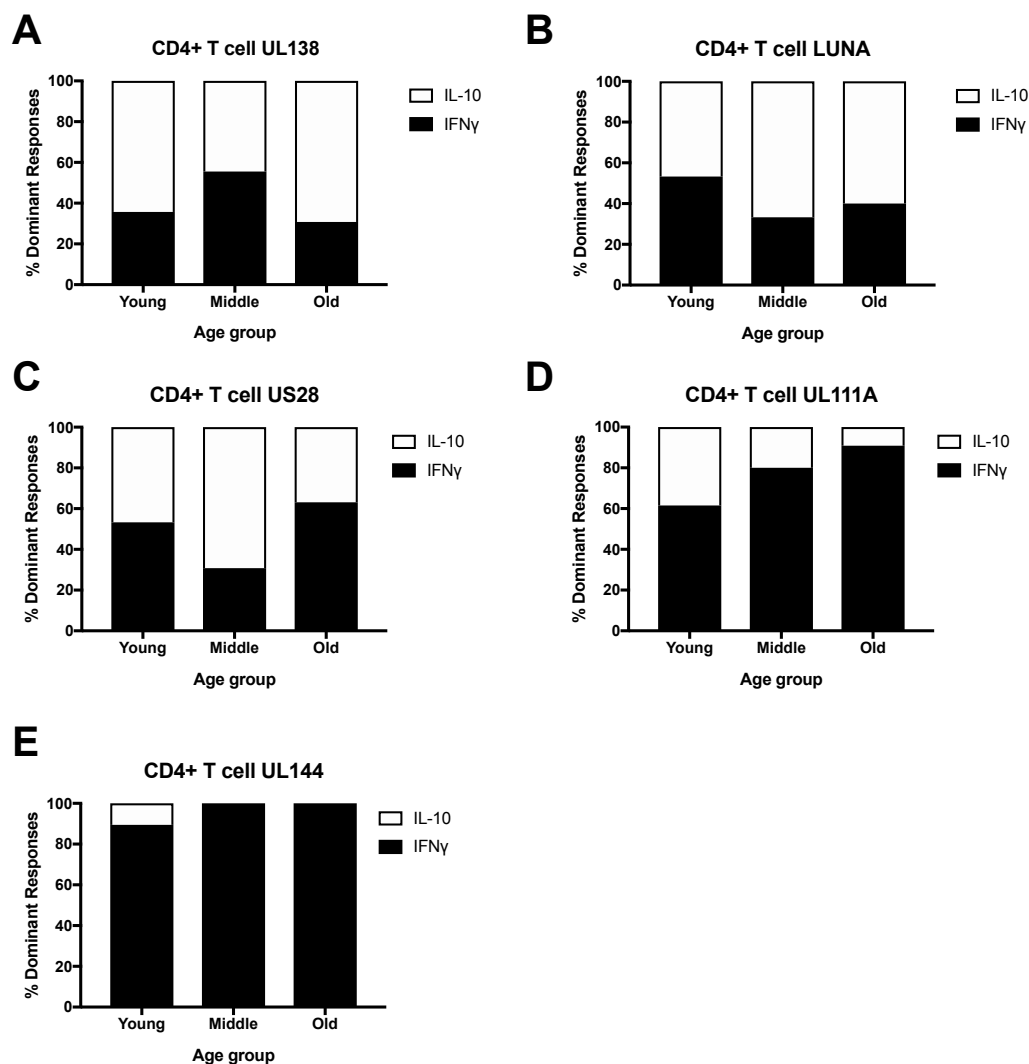 A
CD4+ T cell UL138
% Dominant Responses
100
80
60
40
20
0
Young Middle Old
Age group
IL-10
IFNγ
B
CD4+ T cell LUNA
% Dominant Responses
100
80
60
40
20
0
Young Middle Old
Age group
IL-10
IFNγ
C
CD4+ T cell US28
% Dominant Responses
100
80
60
40
20
0
Young Middle Old
Age group
IL-10
IFNγ
D
CD4+ T cell UL111A
% Dominant Responses
100
80
60
40
20
0
Young Middle Old
Age group
IL-10
IFNγ
E
CD4+ T cell UL144
% Dominant Responses
100
80
60
40
20
0
Young Middle Old
Age group
IL-10
IFNγ